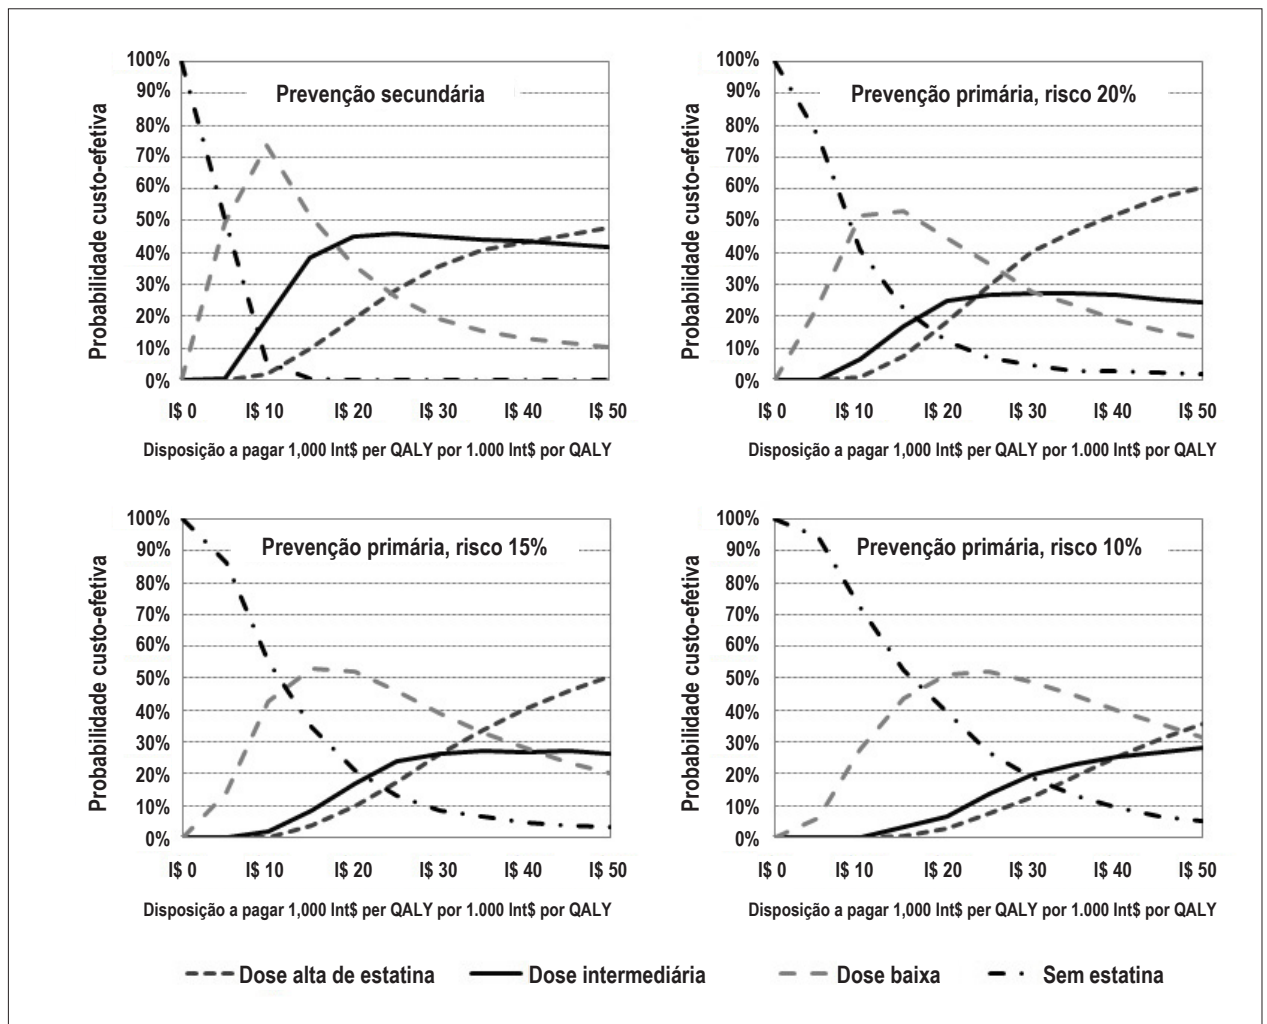 Prevenção secundária
Probabilidade custo-efetiva
100%
90%
80%
70%
60%
50%
40%
30%
20%
10%
0%
I$ 0 I$ 10 I$ 20 I$ 30 I$ 40 I$ 50
Disposição a pagar 1,000 Int$ per QALY por 1.000 Int$ por QALY
Prevenção primária, risco 20%
Probabilidade custo-efetiva
100%
90%
80%
70%
60%
50%
40%
30%
20%
10%
0%
I$ 0 I$ 10 I$ 20 I$ 30 I$ 40 I$ 50
Disposição a pagar 1,000 Int$ per QALY por 1.000 Int$ por QALY
Prevenção primária, risco 15%
Probabilidade custo-efetiva
100%
90%
80%
70%
60%
50%
40%
30%
20%
10%
0%
I$ 0 I$ 10 I$ 20 I$ 30 I$ 40 I$ 50
Disposição a pagar 1,000 Int$ per QALY por 1.000 Int$ por QALY
Prevenção primária, risco 10%
Probabilidade custo-efetiva
100%
90%
80%
70%
60%
50%
40%
30%
20%
10%
0%
I$ 0 I$ 10 I$ 20 I$ 30 I$ 40 I$ 50
Disposição a pagar 1,000 Int$ per QALY por 1.000 Int$ por QALY
Dose alta de estatina Dose intermediária Dose baixa Sem estatina